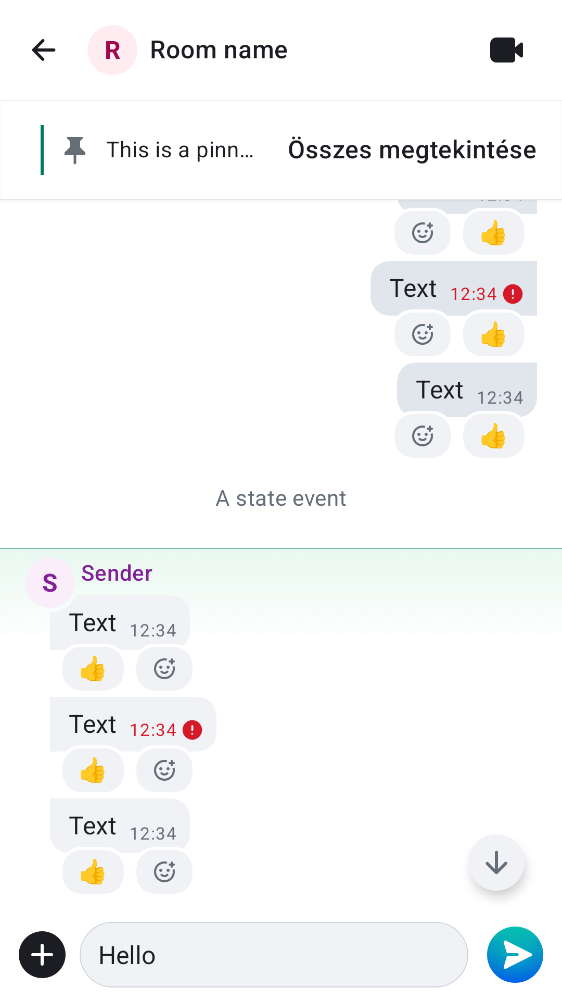 R Room name
This is a pinn... Összes megtekintése
Text 12:34
Text 12:34
A state event
S Sender
Text 12:34
Text 12:34
Text 12:34
Hello